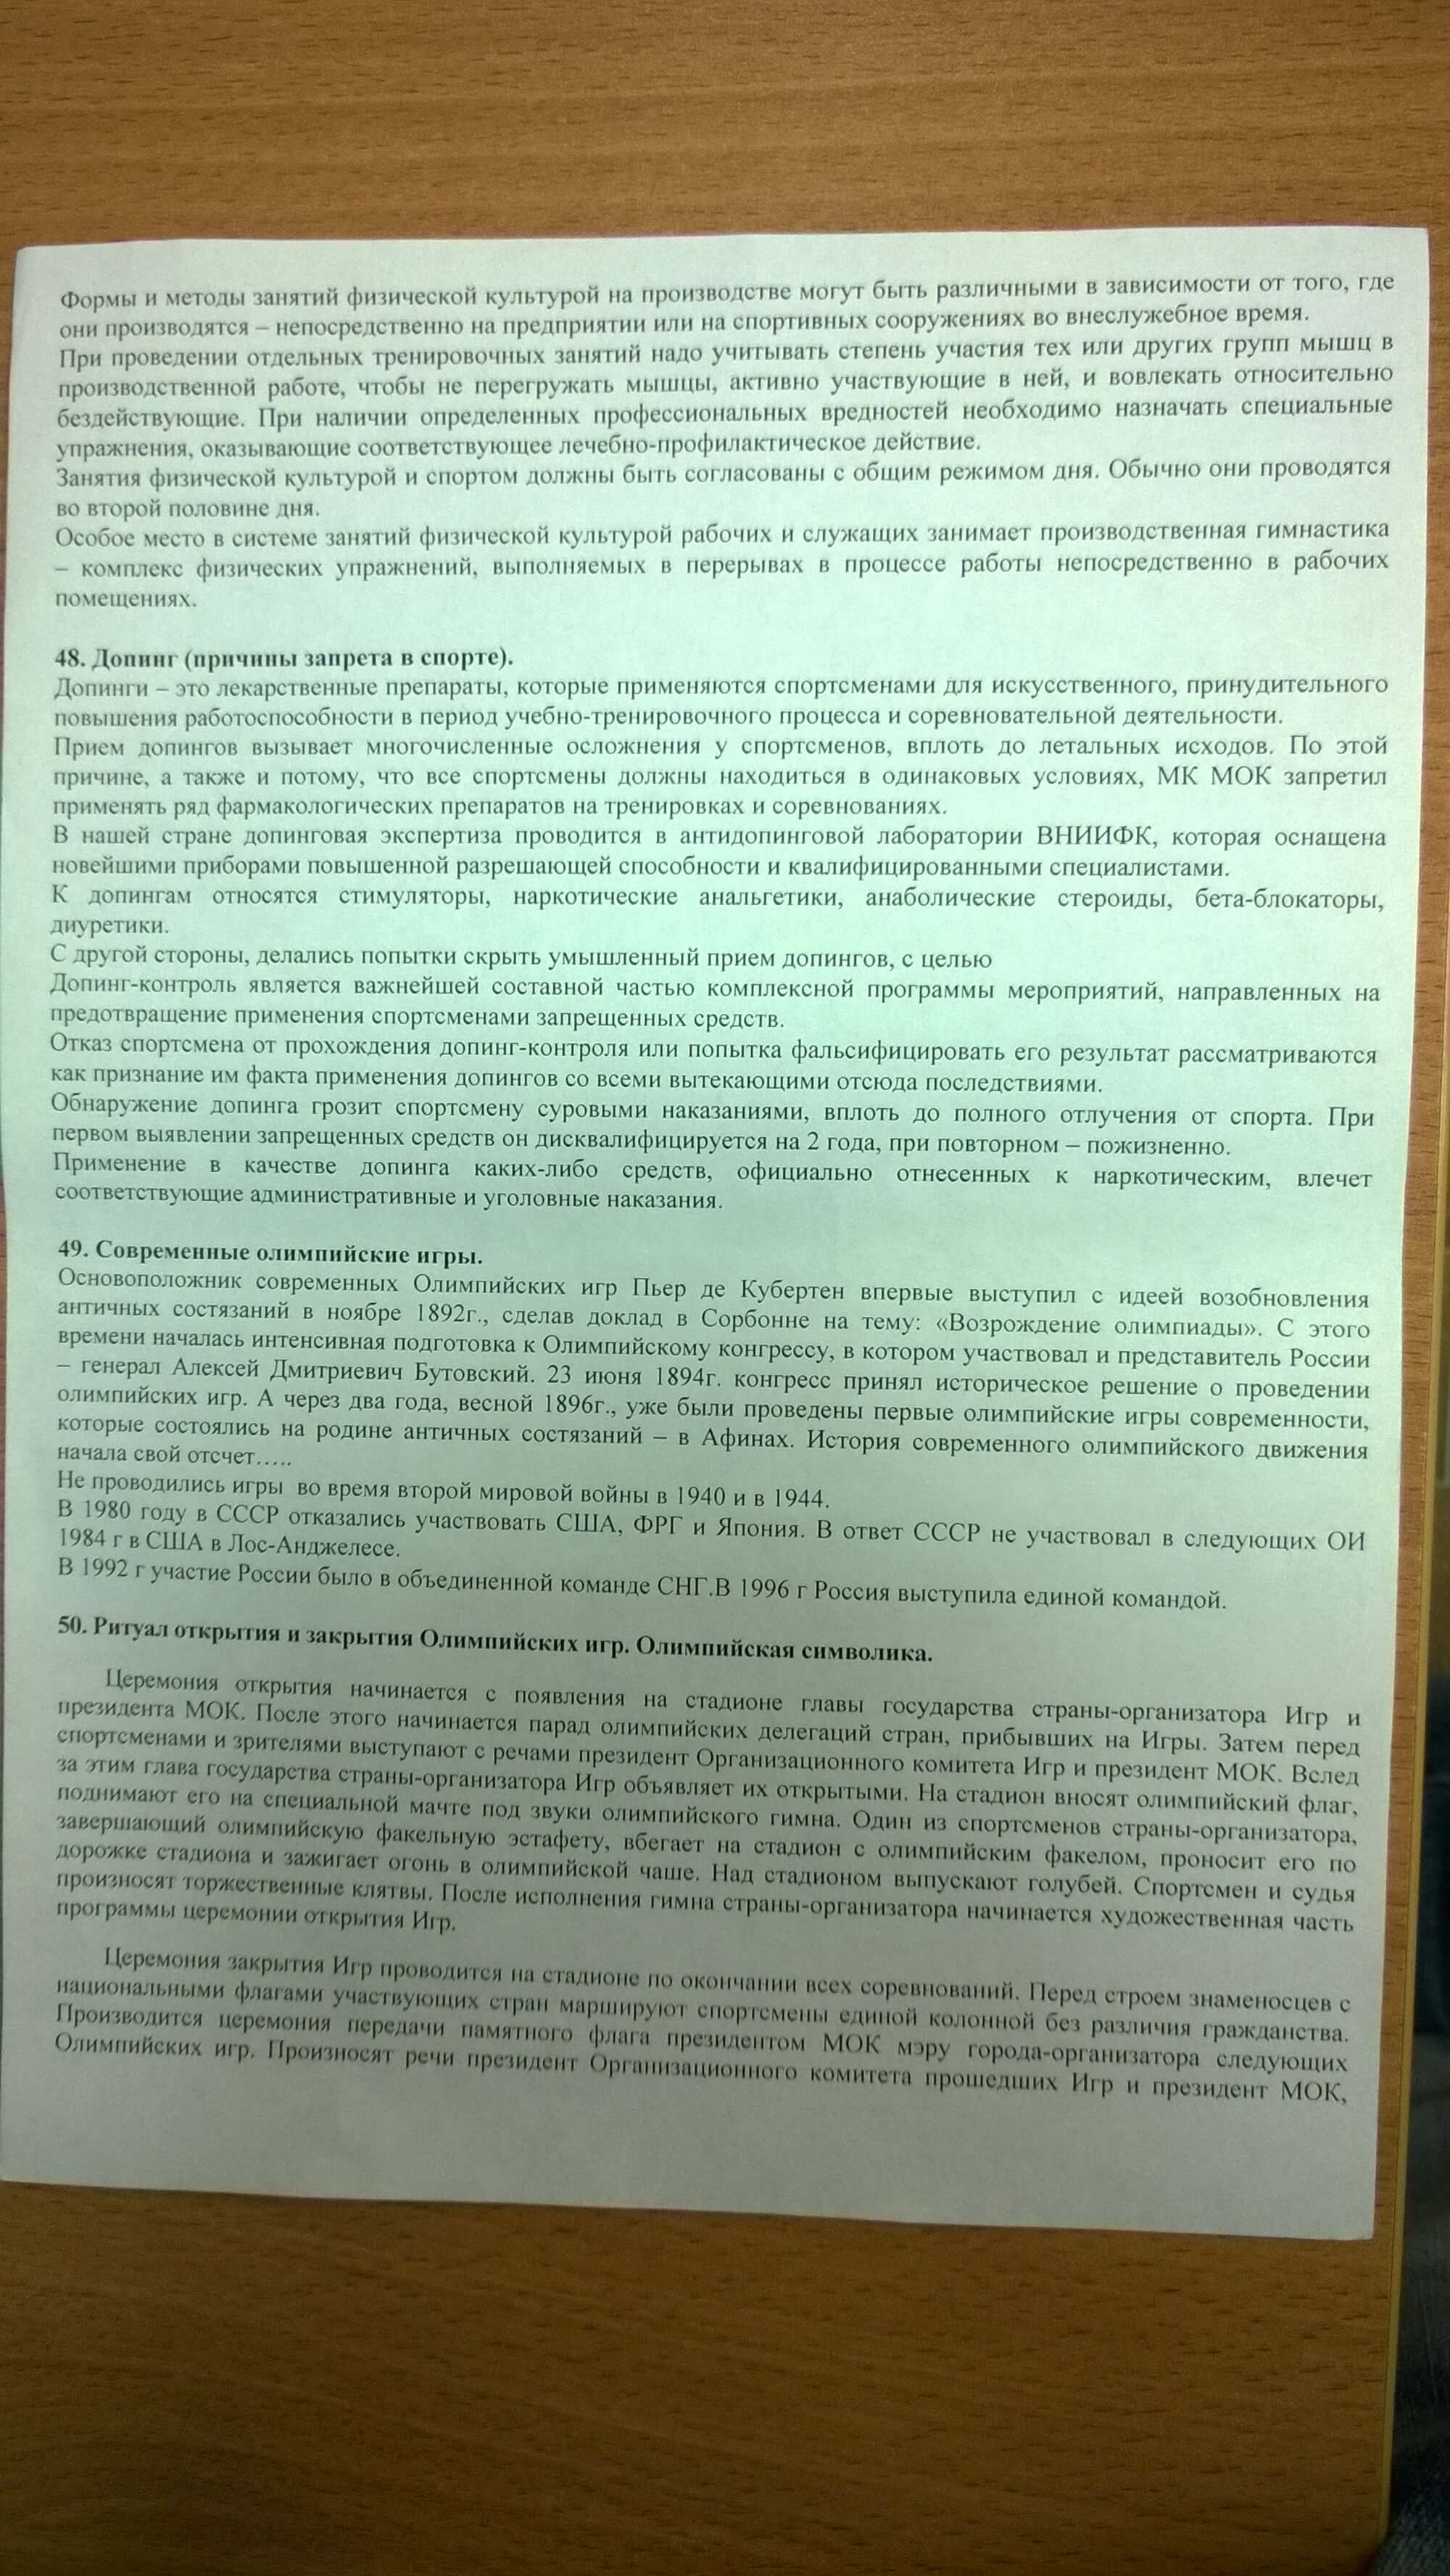 Формы и методы занятий физической культурой на производстве могут быть различными в зависимости от того, где
они производятся – непосредственно на предприятии или на спортивных сооружениях во внеслужебное время.
При проведении отдельных тренировочных занятий надо учитывать степень участия тех или других групп мышц в
производственной работе, чтобы не перегружать мышцы, активно участвующие в ней, и вовлекать относительно
бездействующие. При наличии определенных профессиональных вредностей необходимо назначать специальные
упражнения, оказывающие соответствующее лечебно-профилактическое действие.
Занятия физической культурой и спортом должны быть согласованы с общим режимом дня. Обычно они проводятся
во второй половине дня.
Особое место в системе занятий физической культурой рабочих и служащих занимает производственная гимнастика
– комплекс физических упражнений, выполняемых в перерывах в процессе работы непосредственно в рабочих
помещениях.
48. Допинг (причины запрета в спорте).
Допинги – это лекарственные препараты, которые применяются спортсменами для искусственного, принудительного
повышения работоспособности в период учебно-тренировочного процесса и соревновательной деятельности.
Прием допингов вызывает многочисленные осложнения у спортсменов, вплоть до летальных исходов. По этой
причине, а также и потому, что все спортсмены должны находиться в одинаковых условиях, МК МОК запретил
применять ряд фармакологических препаратов на тренировках и соревнованиях.
В нашей стране допинговая экспертиза проводится в антидопинговой лаборатории ВНИИФК, которая оснащена
новейшими приборами повышенной разрешающей способности и квалифицированными специалистами.
К допингам относятся стимуляторы, наркотические анальгетики, анаболические стероиды, бета-блокаторы,
диуретики.
С другой стороны, делались попытки скрыть умышленный прием допингов, с целью
Допинг-контроль является важнейшей составной частью комплексной программы мероприятий, направленных на
предотвращение применения спортсменами запрещенных средств.
Отказ спортсмена от прохождения допинг-контроля или попытка фальсифицировать его результат рассматриваются
как признание им факта применения допингов со всеми вытекающими отсюда последствиями.
Обнаружение допинга грозит спортсмену суровыми наказаниями, вплоть до полного отлучения от спорта. При
первом выявлении запрещенных средств он дисквалифицируется на 2 года, при повторном – пожизненно.
Применение в качестве допинга каких-либо средств, официально отнесенных к наркотическим, влечет
соответствующие административные и уголовные наказания.
49. Современные олимпийские игры.
Основоположник современных Олимпийских игр Пьер де Кубертен впервые выступил с идеей возобновления
античных состязаний в ноябре 1892г., сделав доклад в Сорбонне на тему: «Возрождение олимпиады». С этого
времени началась интенсивная подготовка к Олимпийскому конгрессу, в котором участвовал и представитель России
– генерал Алексей Дмитриевич Бутовский. 23 июня 1894г. конгресс принял историческое решение о проведении
олимпийских игр. А через два года, весной 1896г., уже были проведены первые олимпийские игры современности,
которые состоялись на родине античных состязаний – в Афинах. История современного олимпийского движения
начала свой отсчет…..
Не проводились игры во время второй мировой войны в 1940 и в 1944.
В 1980 году в СССР отказались участвовать США, ФРГ и Япония. В ответ СССР не участвовал в следующих ОИ
1984 г в США в Лос-Анджелесе.
В 1992 г участие России было в объединенной команде СНГ.В 1996 г Россия выступила единой командой.
50. Ритуал открытия и закрытия Олимпийских игр. Олимпийская символика.
Церемония открытия начинается с появления на стадионе главы государства страны-организатора Игр и
президента МОК. После этого начинается парад олимпийских делегаций стран, прибывших на Игры. Затем перед
спортсменами и зрителями выступают с речами президент Организационного комитета Игр и президент МОК. Вслед
за этим глава государства страны-организатора Игр объявляет их открытыми. На стадион вносят олимпийский флаг,
поднимают его на специальной мачте под звуки олимпийского гимна. Один из спортсменов страны-организатора,
завершающий олимпийскую факельную эстафету, вбегает на стадион с олимпийским факелом, проносит его по
дорожке стадиона и зажигает огонь в олимпийской чаше. Над стадионом выпускают голубей. Спортсмен и судья
произносят торжественные клятвы. После исполнения гимна страны-организатора начинается художественная часть
программы церемонии открытия Игр.
Церемония закрытия Игр проводится на стадионе по окончании всех соревнований. Перед строем знаменосцев с
национальными флагами участвующих стран маршируют спортсмены единой колонной без различия гражданства.
Производится церемония передачи памятного флага президентом МОК мэру города-организатора следующих
Олимпийских игр. Произносят речи президент Организационного комитета прошедших Игр и президент МОК,